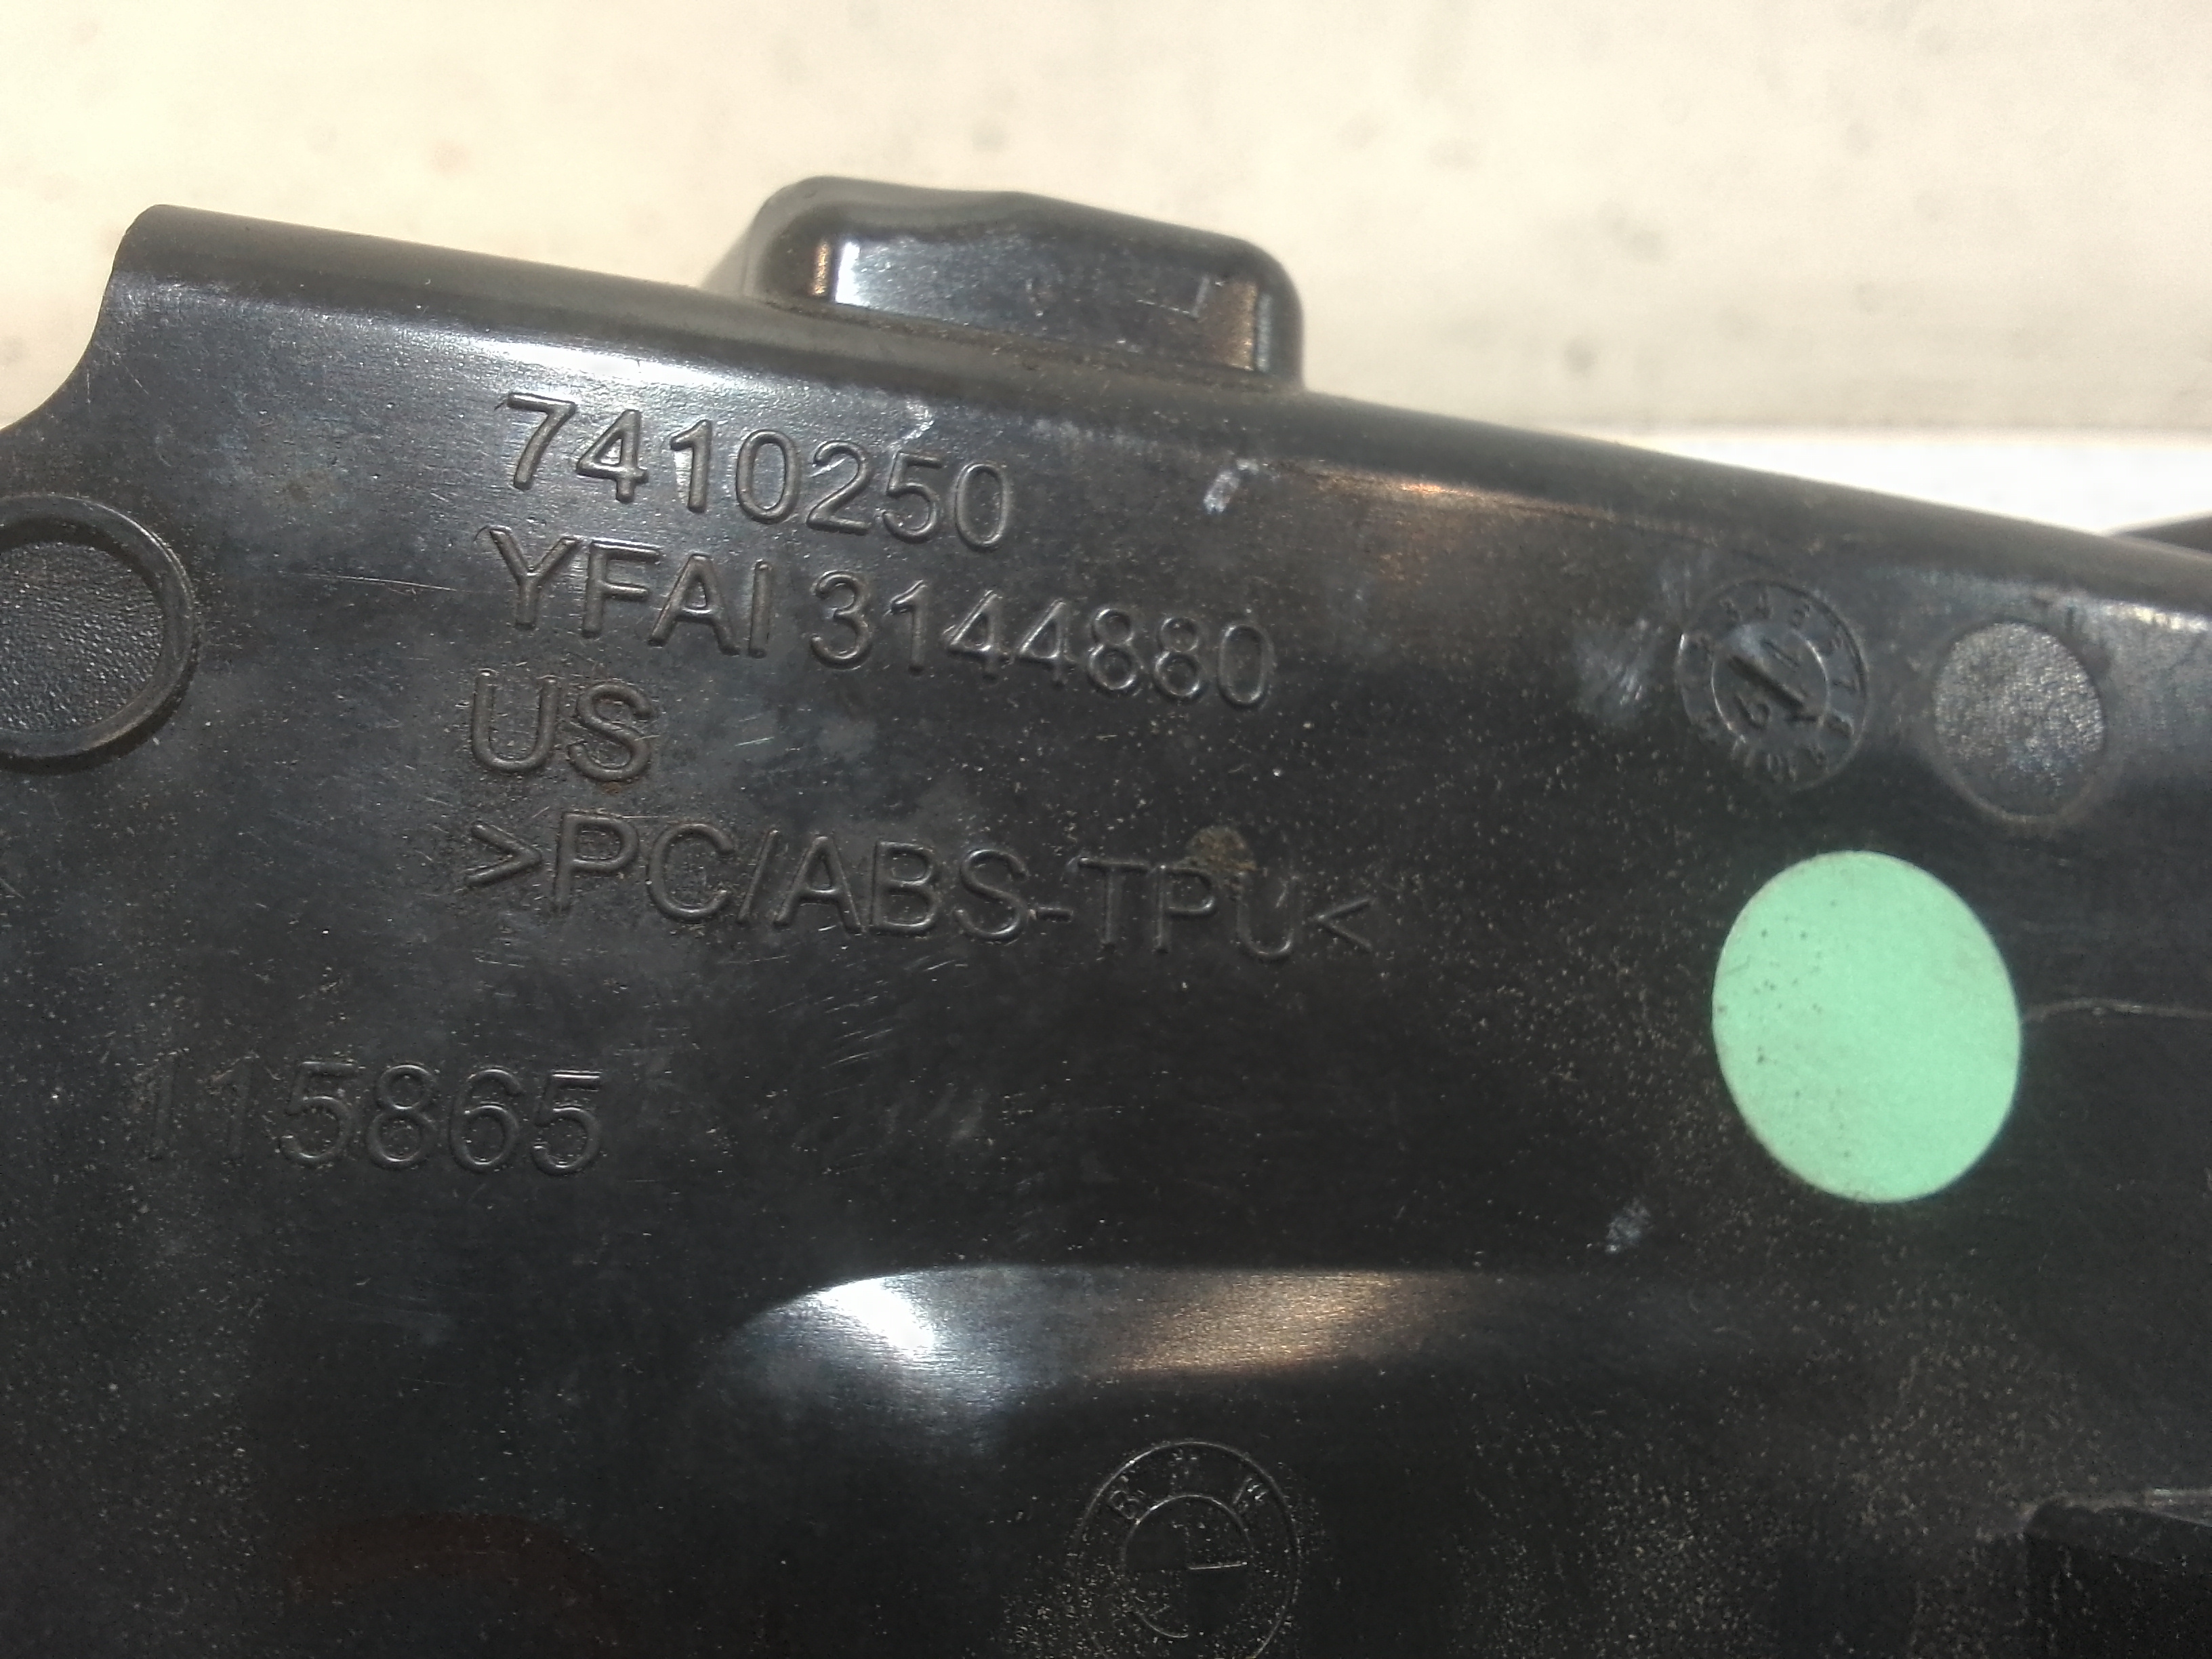 7410250
YFAI 3144880
US
>PC/ABS-TPU<
115865